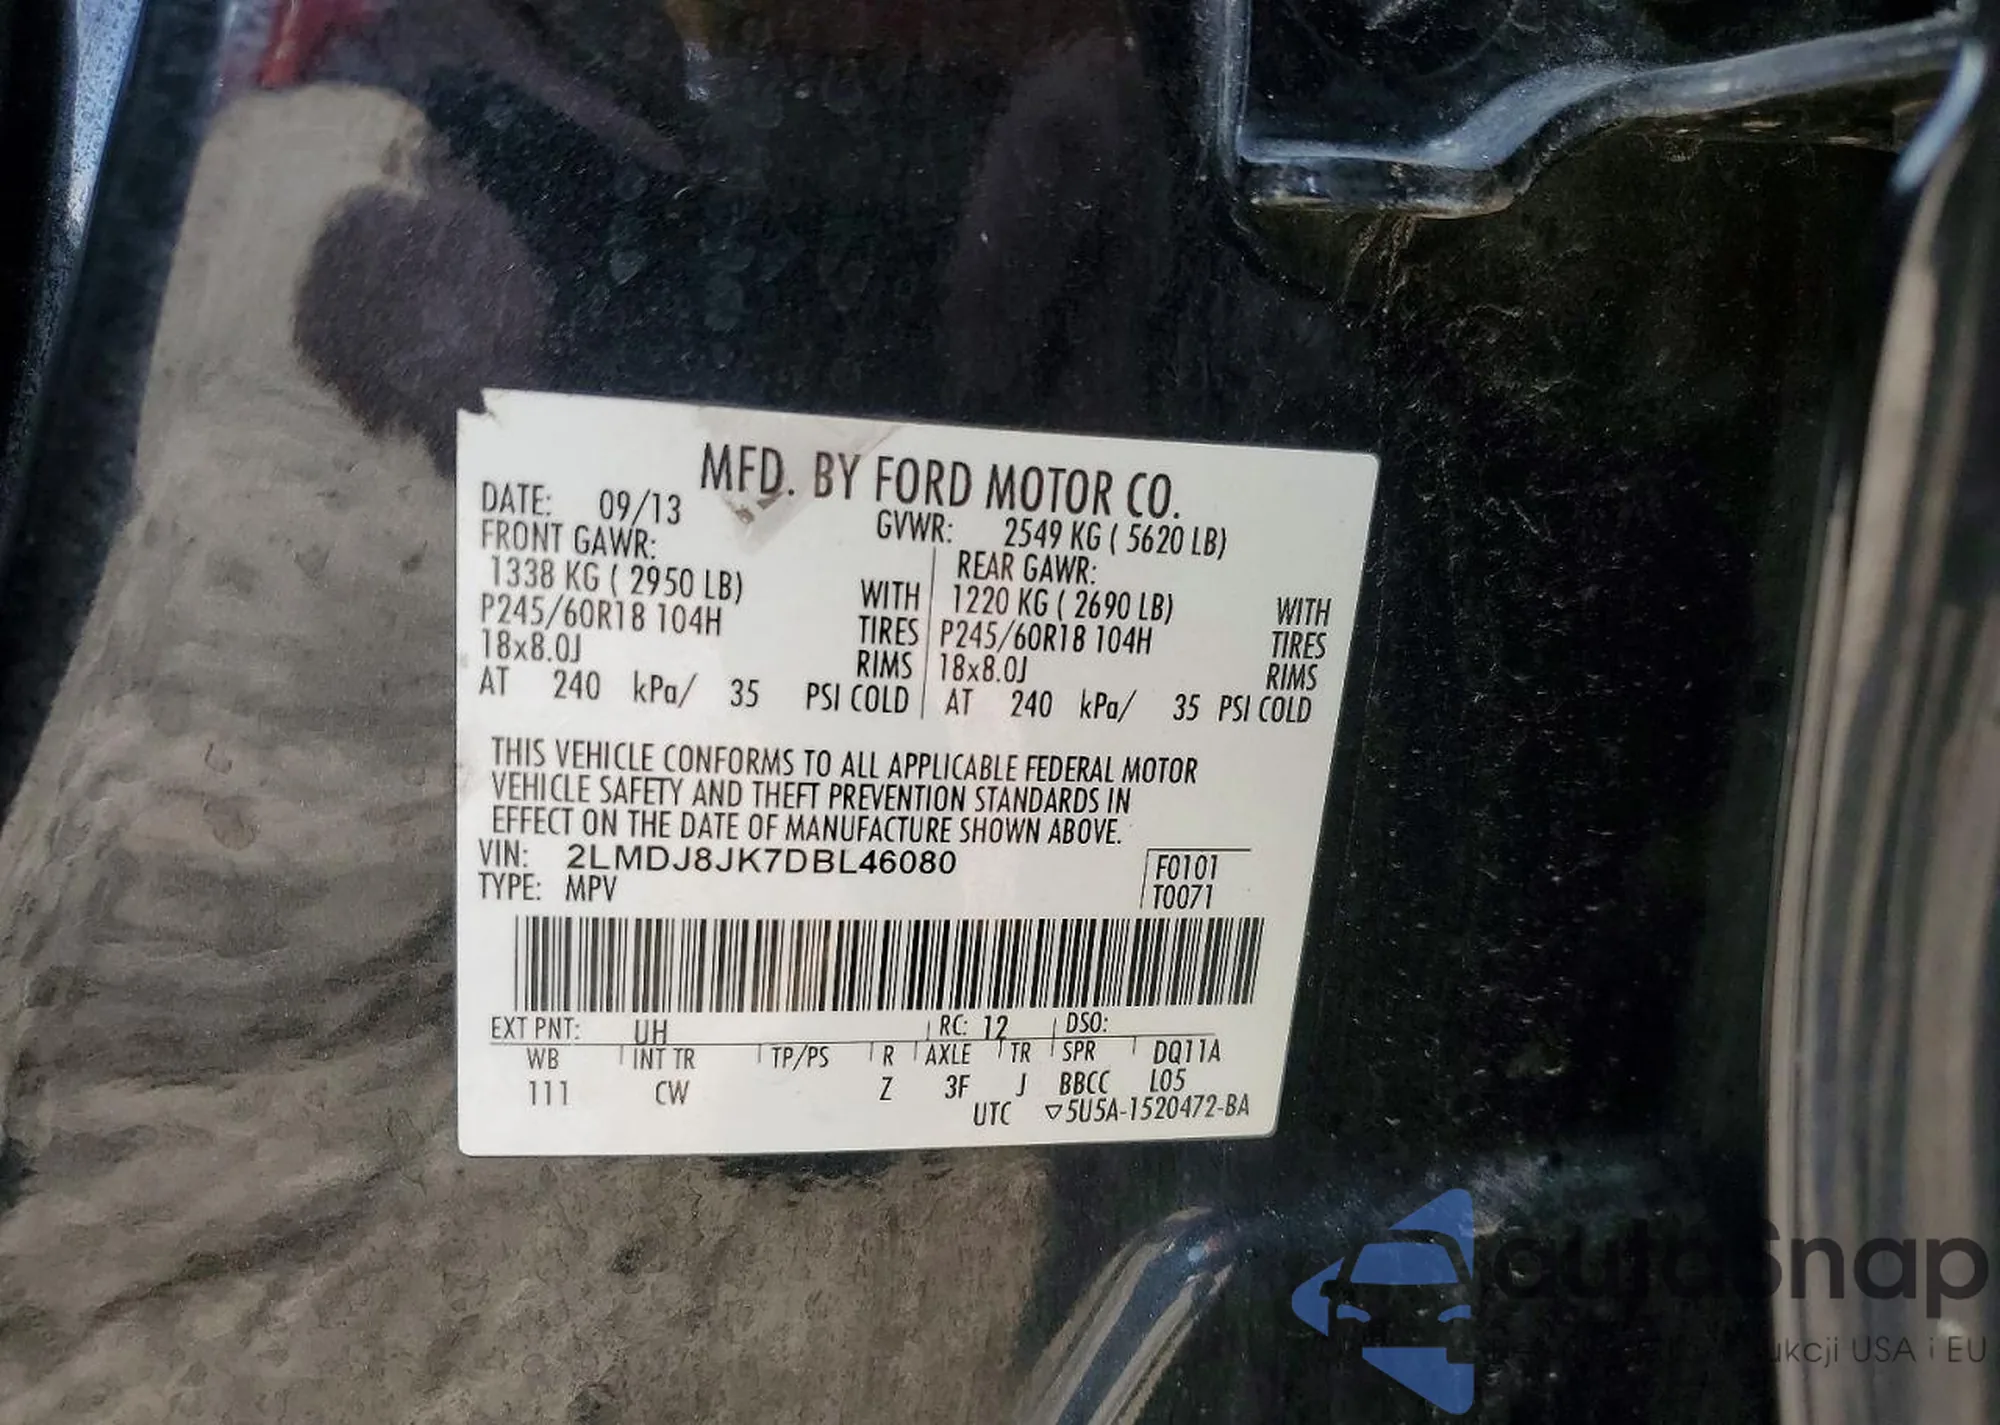 MFD. BY FORD MOTOR CO.
DATE: 09/13 GVWR: 2549 KG ( 5620 LB)
FRONT GAWR: REAR GAWR:
1338 KG ( 2950 LB) WITH 1220 KG ( 2690 LB) WITH
P245/60R18 104H TIRES P245/60R18 104H TIRES
18x8.0J RIMS 18x8.0J RIMS
AT 240 kPa/ 35 PSI COLD AT 240 kPa/ 35 PSI COLD
THIS VEHICLE CONFORMS TO ALL APPLICABLE FEDERAL MOTOR
VEHICLE SAFETY AND THEFT PREVENTION STANDARDS IN
EFFECT ON THE DATE OF MANUFACTURE SHOWN ABOVE.
VIN: 2LMDJ8JK7DBL46080 F0101
TYPE: MPV T0071
EXT PNT: UH RC: 12 DSO:
WB INT TR TP/PS R AXLE TR SPR DQ11A
111 CW Z 3F J BBCC L05
UTC ▽5U5A-1520472-BA
autoSnap
USA i EU